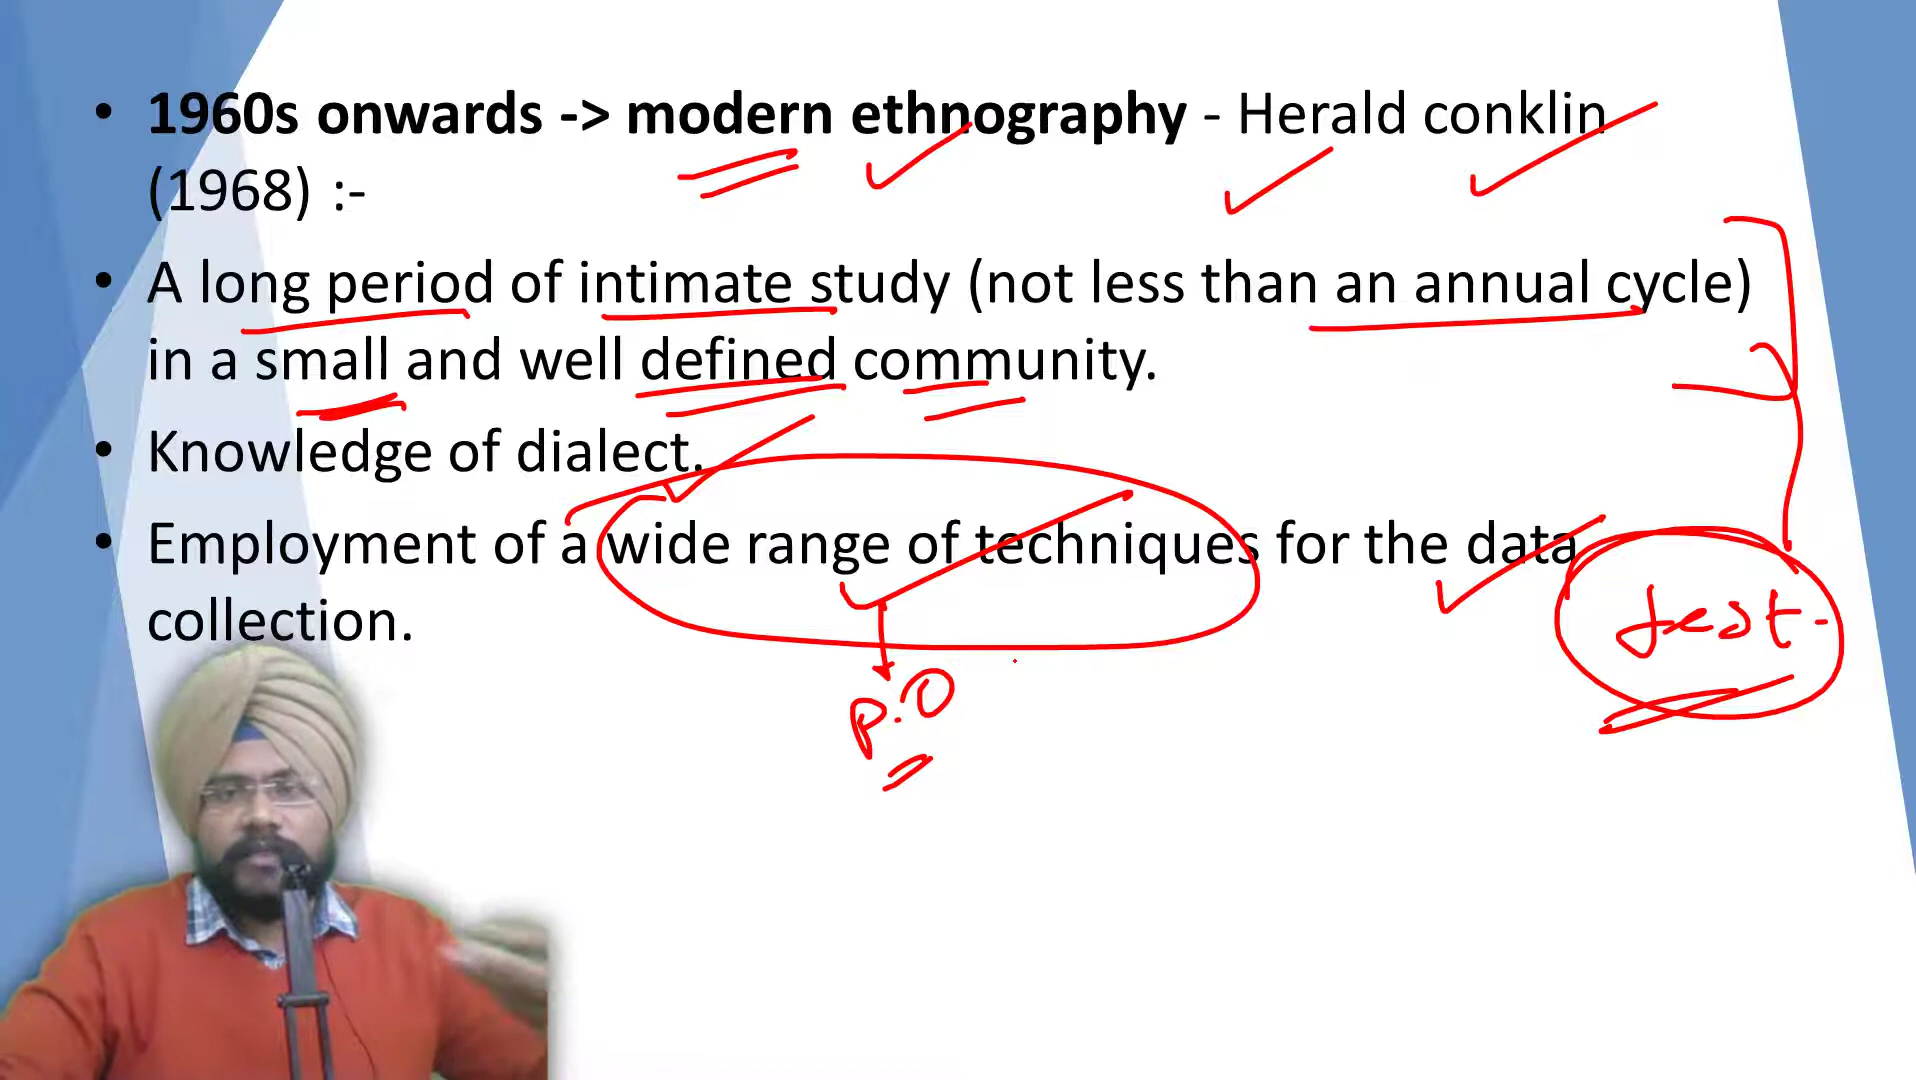 • 1960s onwards -> modern ethnography - Herald conklin
(1968) :-
• A long period of intimate study (not less than an annual cycle)
in a small and well defined community.
• Knowledge of dialect.
• Employment of a wide range of techniques for the data
collection.
P.O